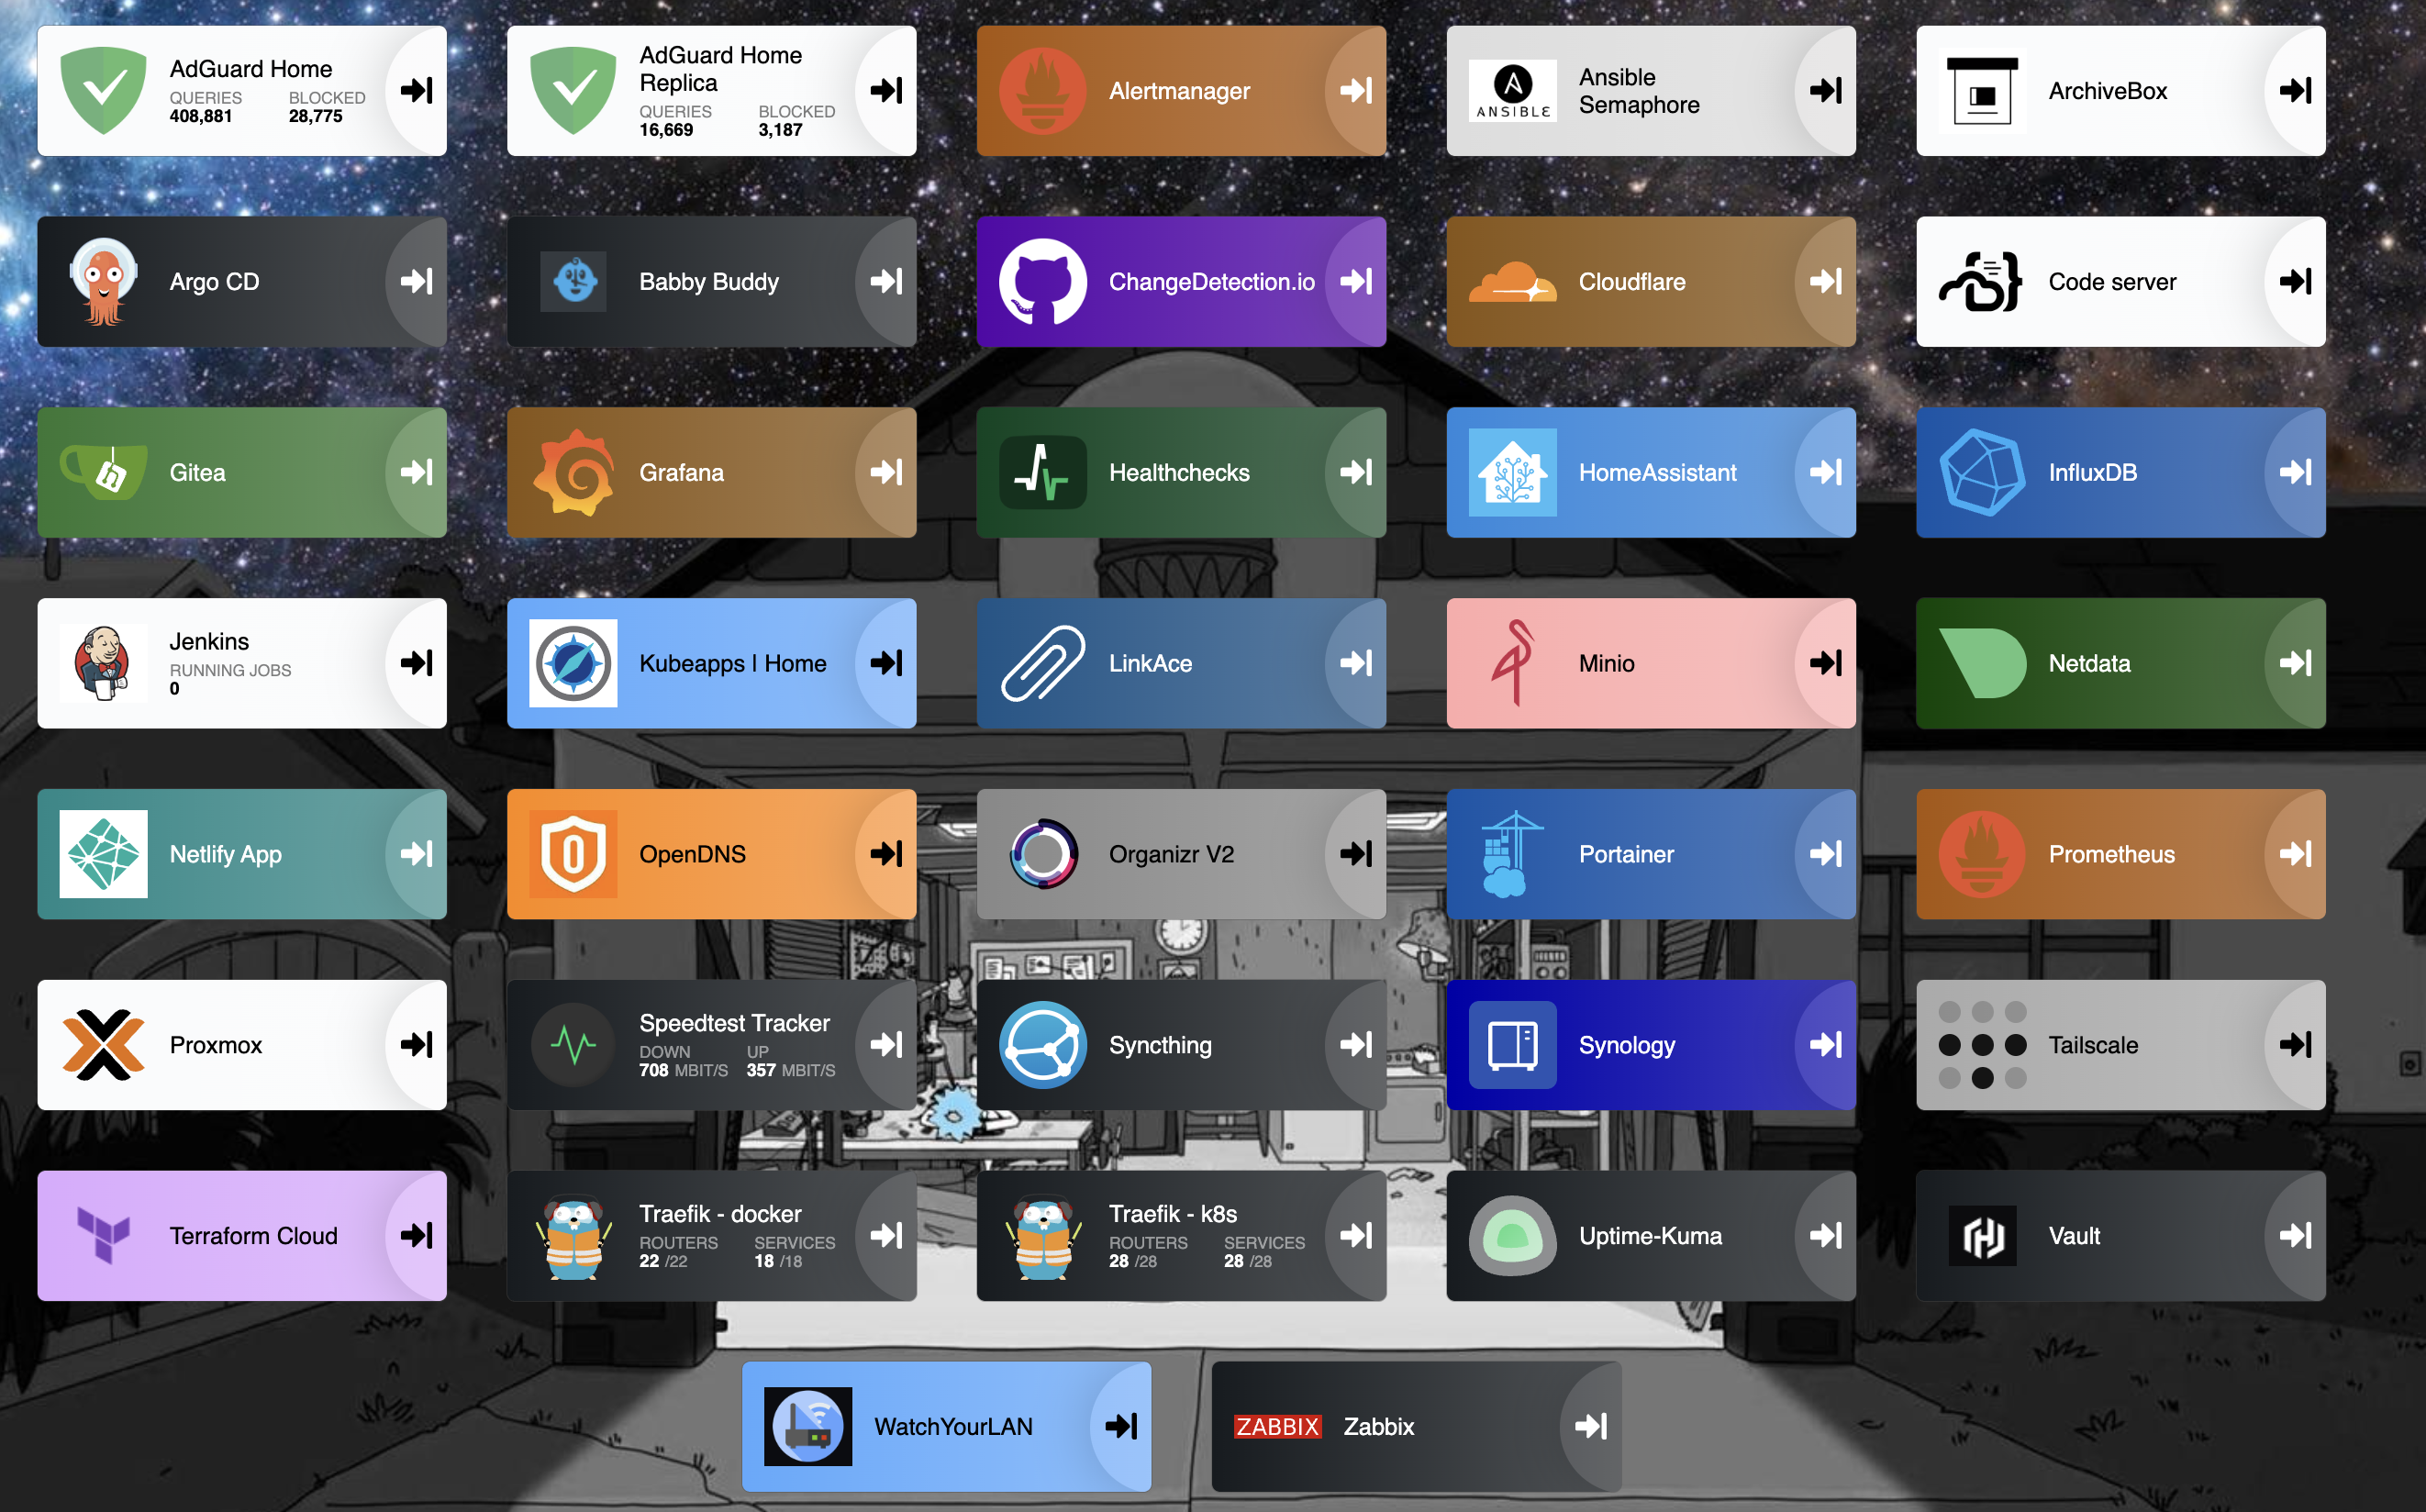 AdGuard Home
QUERIES BLOCKED
408,881 28,775
AdGuard Home
Replica
QUERIES BLOCKED
16,669 3,187
Alertmanager
ANSIBLE
Ansible
Semaphore
ArchiveBox
Argo CD
Babby Buddy
ChangeDetection.io
Cloudflare
Code server
Gitea
Grafana
Healthchecks
HomeAssistant
InfluxDB
Jenkins
RUNNING JOBS
0
Kubeapps | Home
LinkAce
Minio
Netdata
Netlify App
OpenDNS
Organizr V2
Portainer
Prometheus
Proxmox
Speedtest Tracker
DOWN UP
708 MBIT/S 357 MBIT/S
Syncthing
Synology
Tailscale
Terraform Cloud
Traefik - docker
ROUTERS SERVICES
22 /22 18 /18
Traefik - k8s
ROUTERS SERVICES
28 /28 28 /28
Uptime-Kuma
Vault
WatchYourLAN
ZABBIX
Zabbix